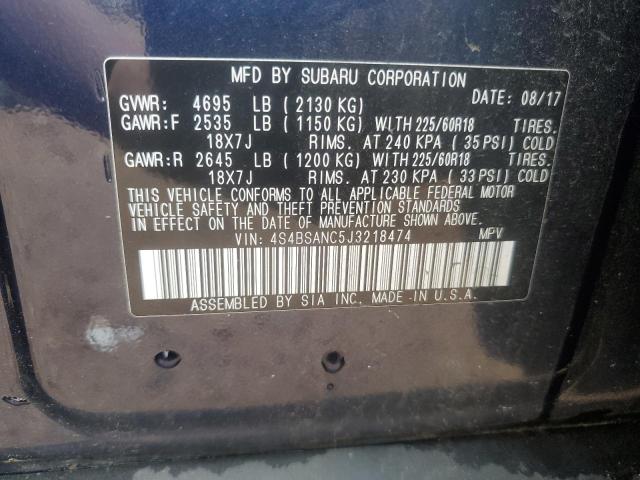 MFD BY SUBARU CORPORATION
GVWR: 4695 LB ( 2130 KG) DATE: 08/17
GAWR:F 2535 LB ( 1150 KG) WITH 225/60R18 TIRES.
18X7J RIMS. AT 240 KPA ( 35 PSI) COLD
GAWR:R 2645 LB ( 1200 KG) WITH 225/60R18 TIRES.
18X7J RIMS. AT 230 KPA ( 33 PSI) COLD
THIS VEHICLE CONFORMS TO ALL APPLICABLE FEDERAL MOTOR
VEHICLE SAFETY AND THEFT PREVENTION STANDARDS
IN EFFECT ON THE DATE OF MANUFACTURE SHOWN ABOVE.
VIN: 4S4BSANC5J3218474 MPV
ASSEMBLED BY SIA INC. MADE IN U.S.A.